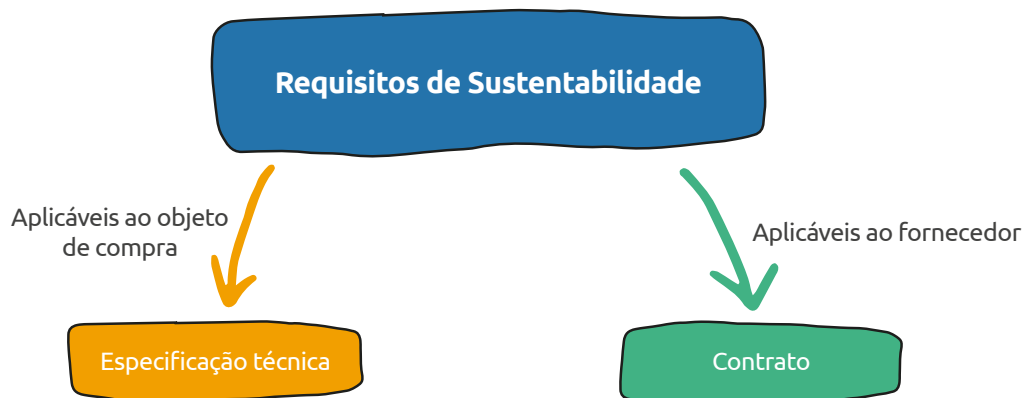 Requisitos de Sustentabilidade
Aplicáveis ao objeto
de compra
Aplicáveis ao fornecedor
Especificação técnica
Contrato